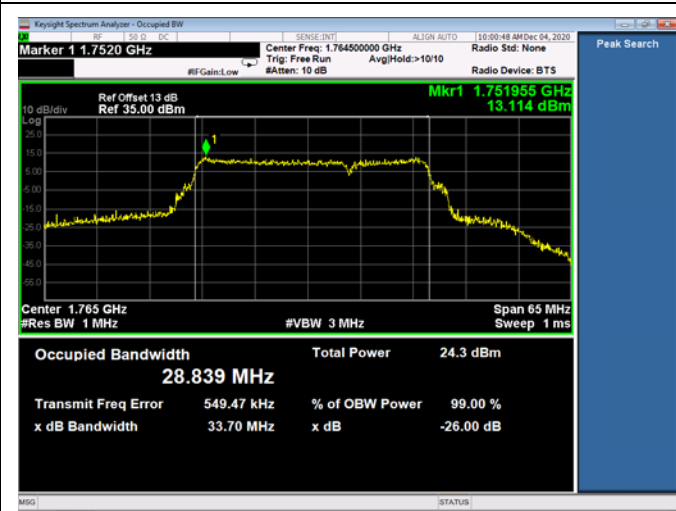 Keysight Spectrum Analyzer - Occupied BW
RF 50 Ω DC SENSE:INT ALIGN AUTO 10:00:48 AM Dec 04, 2020
Marker 1 1.7520 GHz
Center Freq: 1.764500000 GHz
Radio Std: None
Trig: Free Run Avg|Hold:>10/10
#IFGain:Low
#Atten: 10 dB
Radio Device: BTS
Peak Search
Mkr1 1.751955 GHz
13.114 dBm
Ref Offset 13 dB
10 dB/div Ref 35.00 dBm
Log
25.0
15.0
5.00
-5.00
-15.0
-25.0
-35.0
-45.0
-55.0
1
Center 1.765 GHz
Span 65 MHz
#Res BW 1 MHz
#VBW 3 MHz
Sweep 1 ms
Occupied Bandwidth
Total Power 24.3 dBm
28.839 MHz
Transmit Freq Error 549.47 kHz
% of OBW Power 99.00 %
x dB Bandwidth 33.70 MHz
x dB -26.00 dB
MSG
STATUS